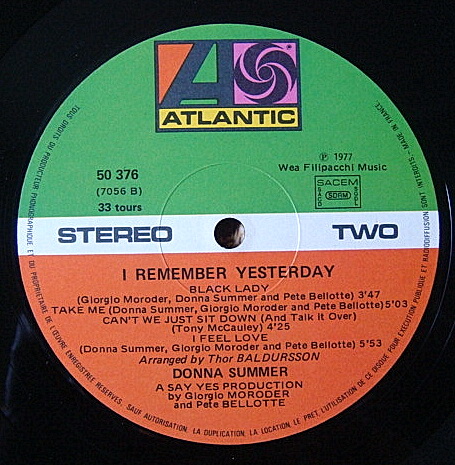 ATLANTIC
50 376
(7056 B)
33 tours
℗ 1977
Wea Filipacchi Music
SACEM
SACD SDRM SGDL
STEREO TWO
I REMEMBER YESTERDAY
BLACK LADY
(Giorgio Moroder, Donna Summer and Pete Bellotte) 3'47
TAKE ME (Donna Summer, Giorgio Moroder and Pete Bellotte) 5'03
CAN'T WE JUST SIT DOWN (And Talk it Over)
(Tony McCauley) 4'25
I FEEL LOVE
(Donna Summer, Giorgio Moroder and Pete Bellotte) 5'53
Arranged by Thor BALDURSSON
DONNA SUMMER
A SAY YES PRODUCTION
by Giorgio MORODER
and Pete BELLOTTE
TOUS DROITS DU PRODUCTEUR PHONOGRAPHIQUE ET DU PROPRIETAIRE DE L'ŒUVRE ENREGISTREE RESERVES. SAUF AUTORISATION, LA DUPLICATION, LA LOCATION, LE PRET, L'UTILISATION DE CE DISQUE POUR EXECUTION PUBLIQUE ET RADIODIFFUSION SONT INTERDITS - MADE IN FRANCE